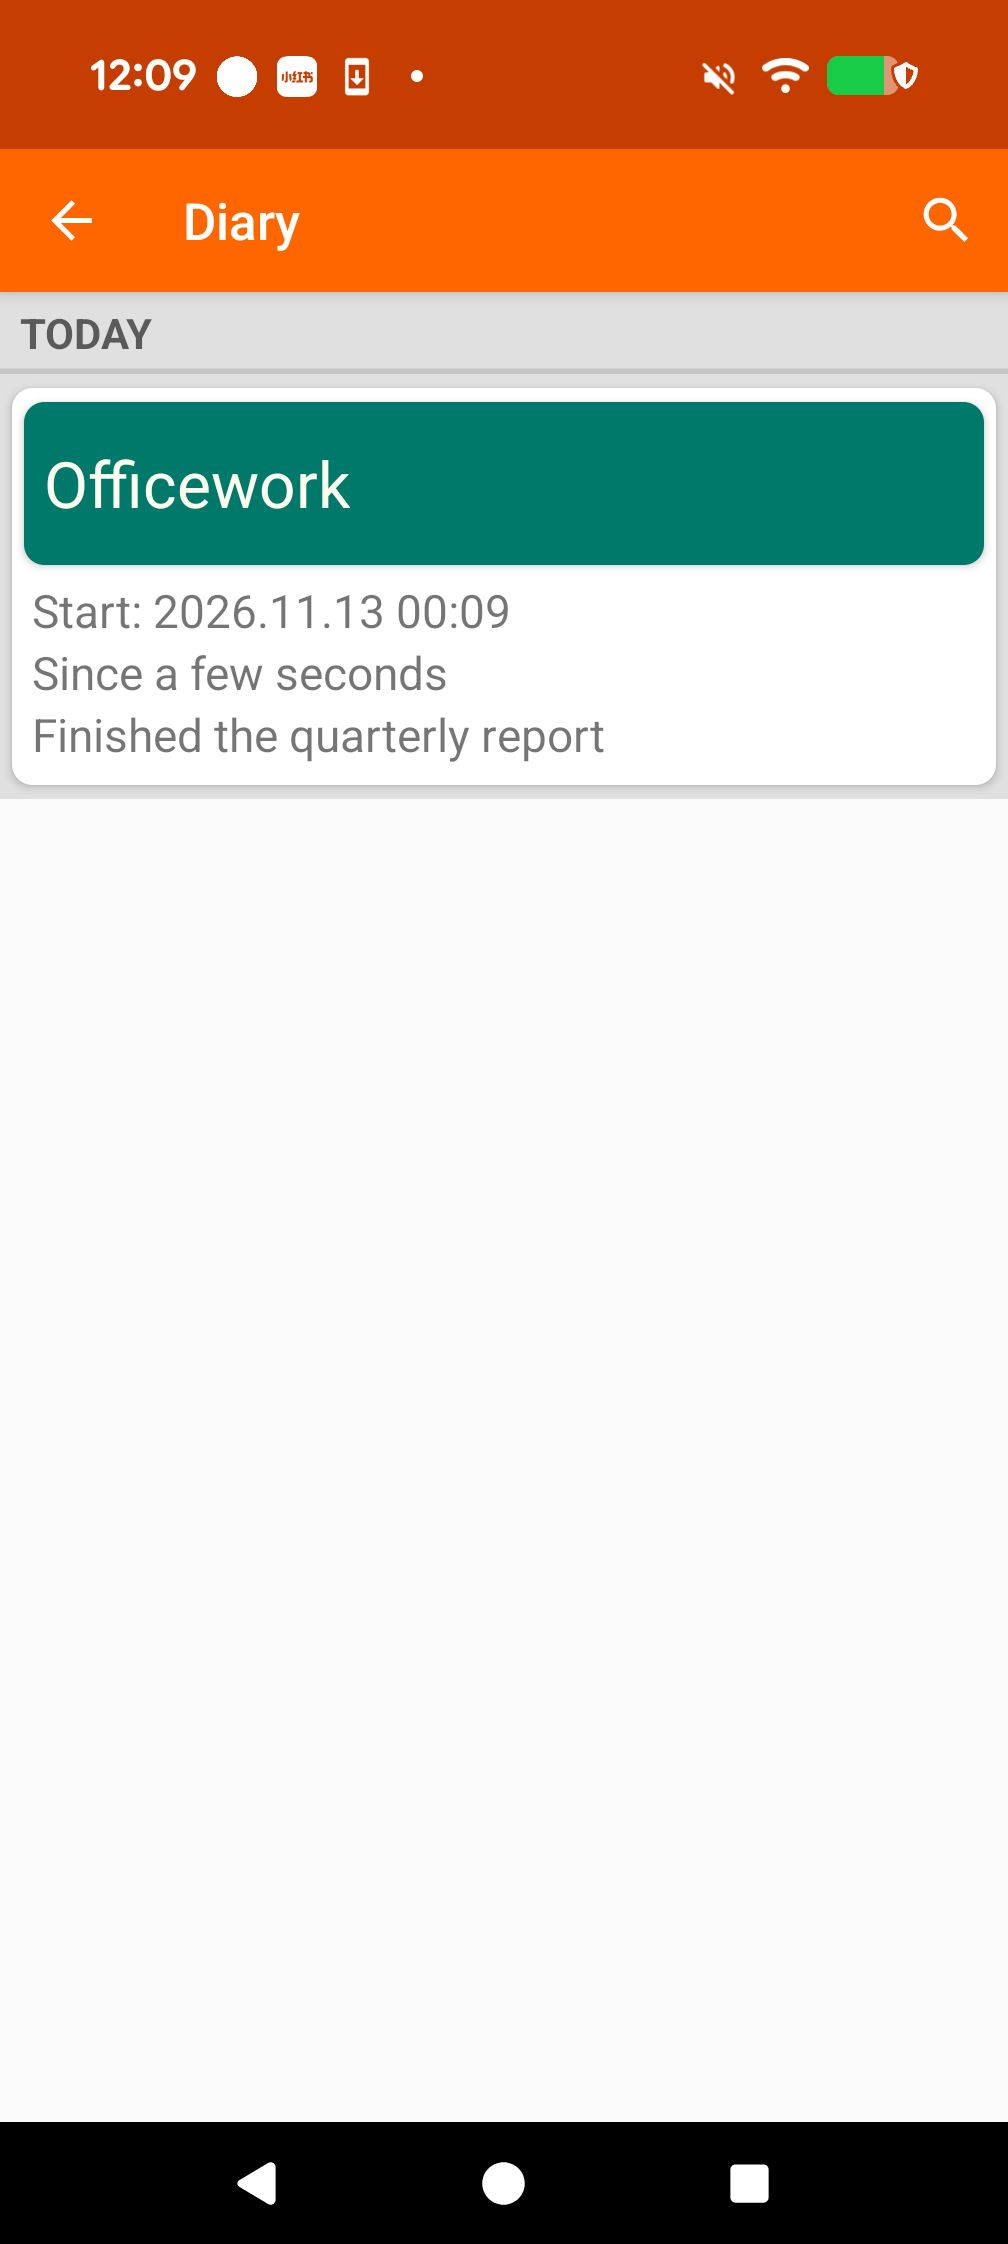 12:09 小红书
Diary
TODAY
Officework
Start: 2026.11.13 00:09
Since a few seconds
Finished the quarterly report